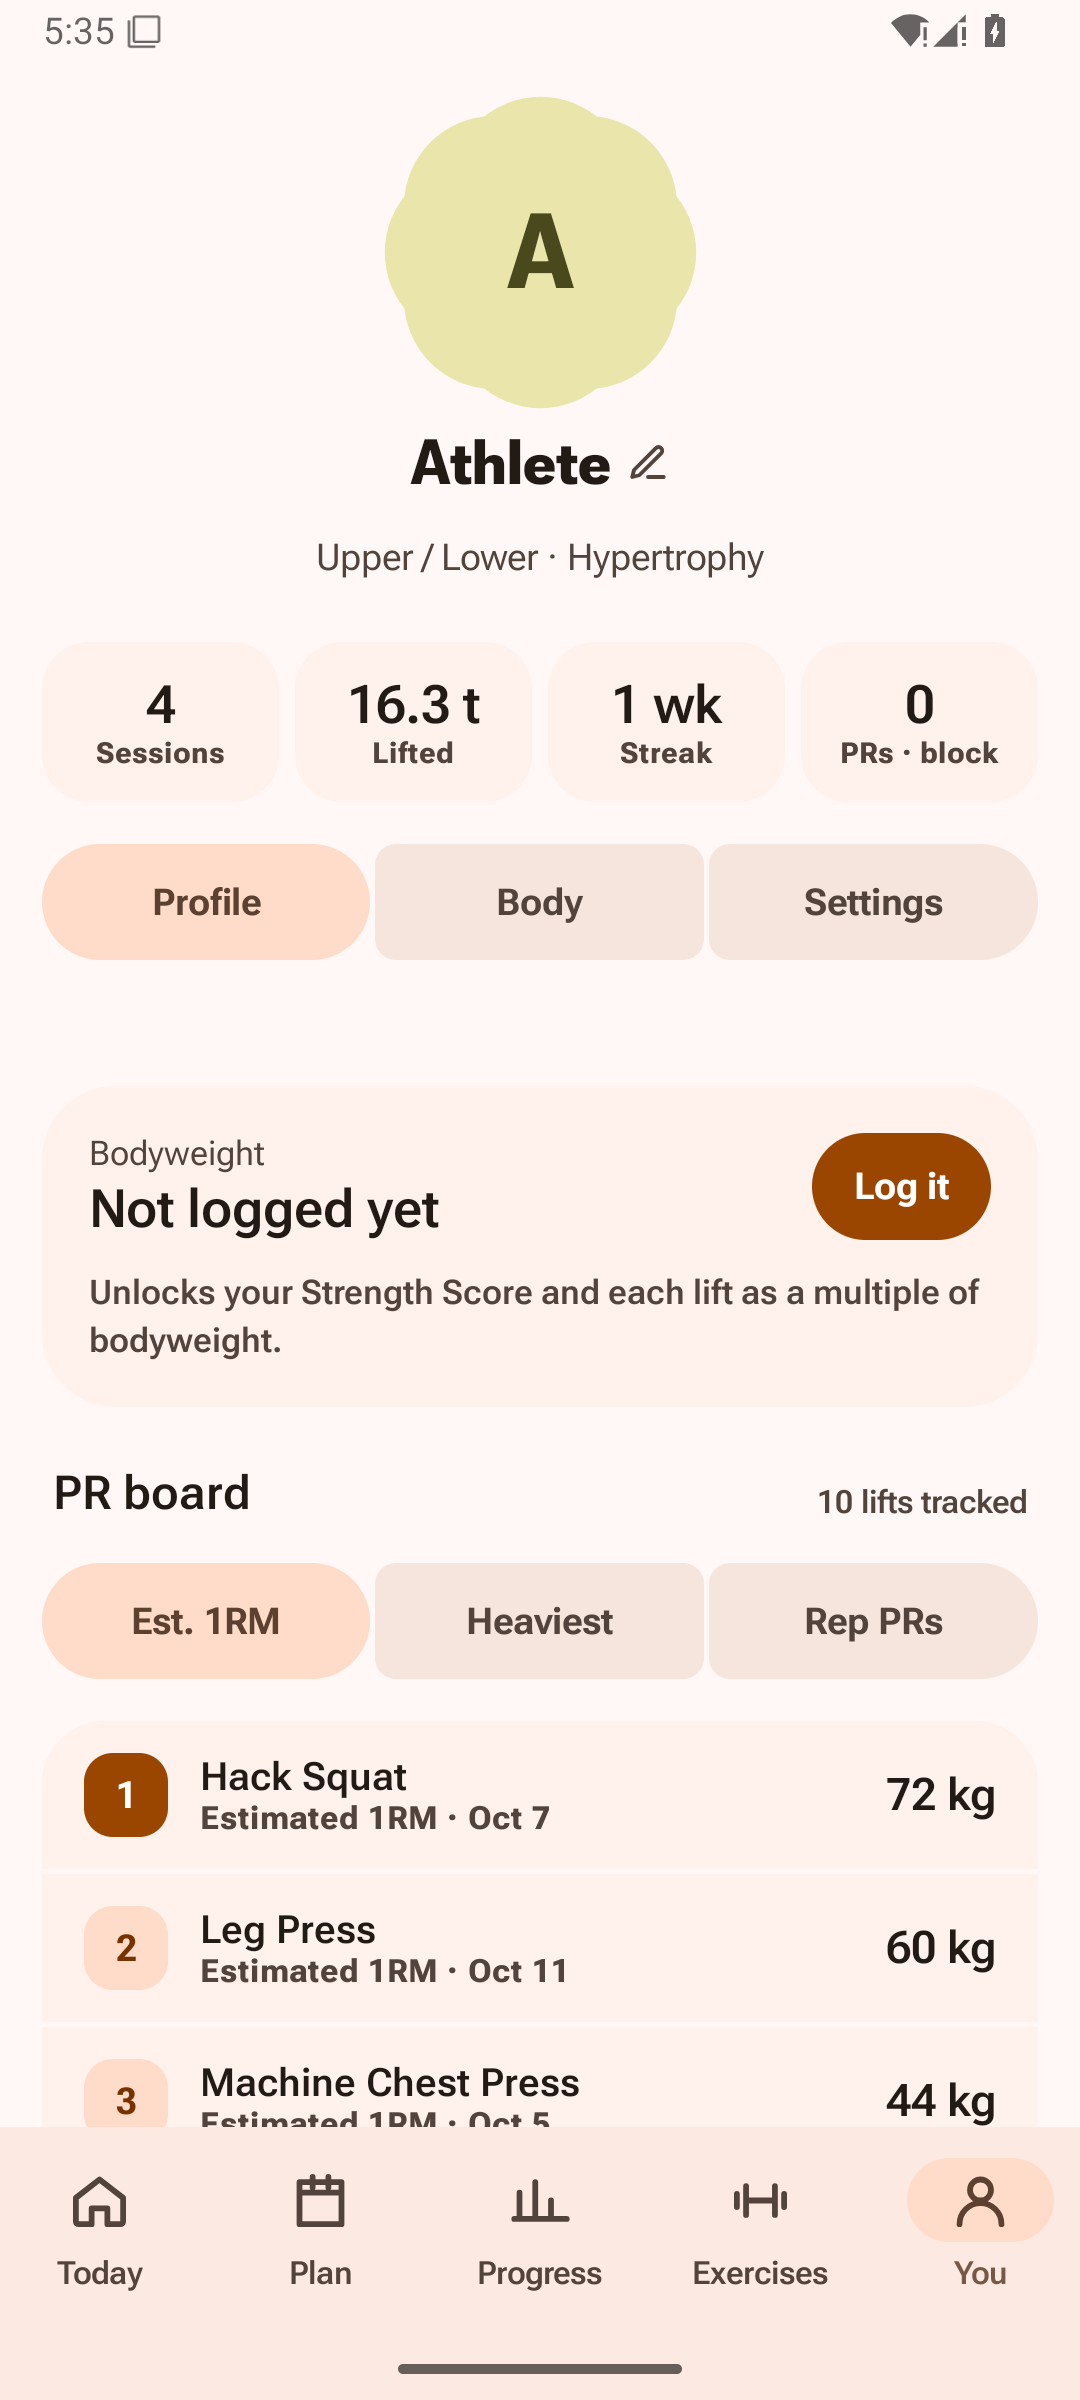 5:35
A
Athlete
Upper / Lower · Hypertrophy
4
Sessions
16.3 t
Lifted
1 wk
Streak
0
PRs · block
Profile
Body
Settings
Bodyweight
Not logged yet
Log it
Unlocks your Strength Score and each lift as a multiple of
bodyweight.
PR board
10 lifts tracked
Est. 1RM
Heaviest
Rep PRs
1
Hack Squat
Estimated 1RM · Oct 7
72 kg
2
Leg Press
Estimated 1RM · Oct 11
60 kg
3
Machine Chest Press
Estimated 1RM · Oct 5
44 kg
Today
Plan
Progress
Exercises
You